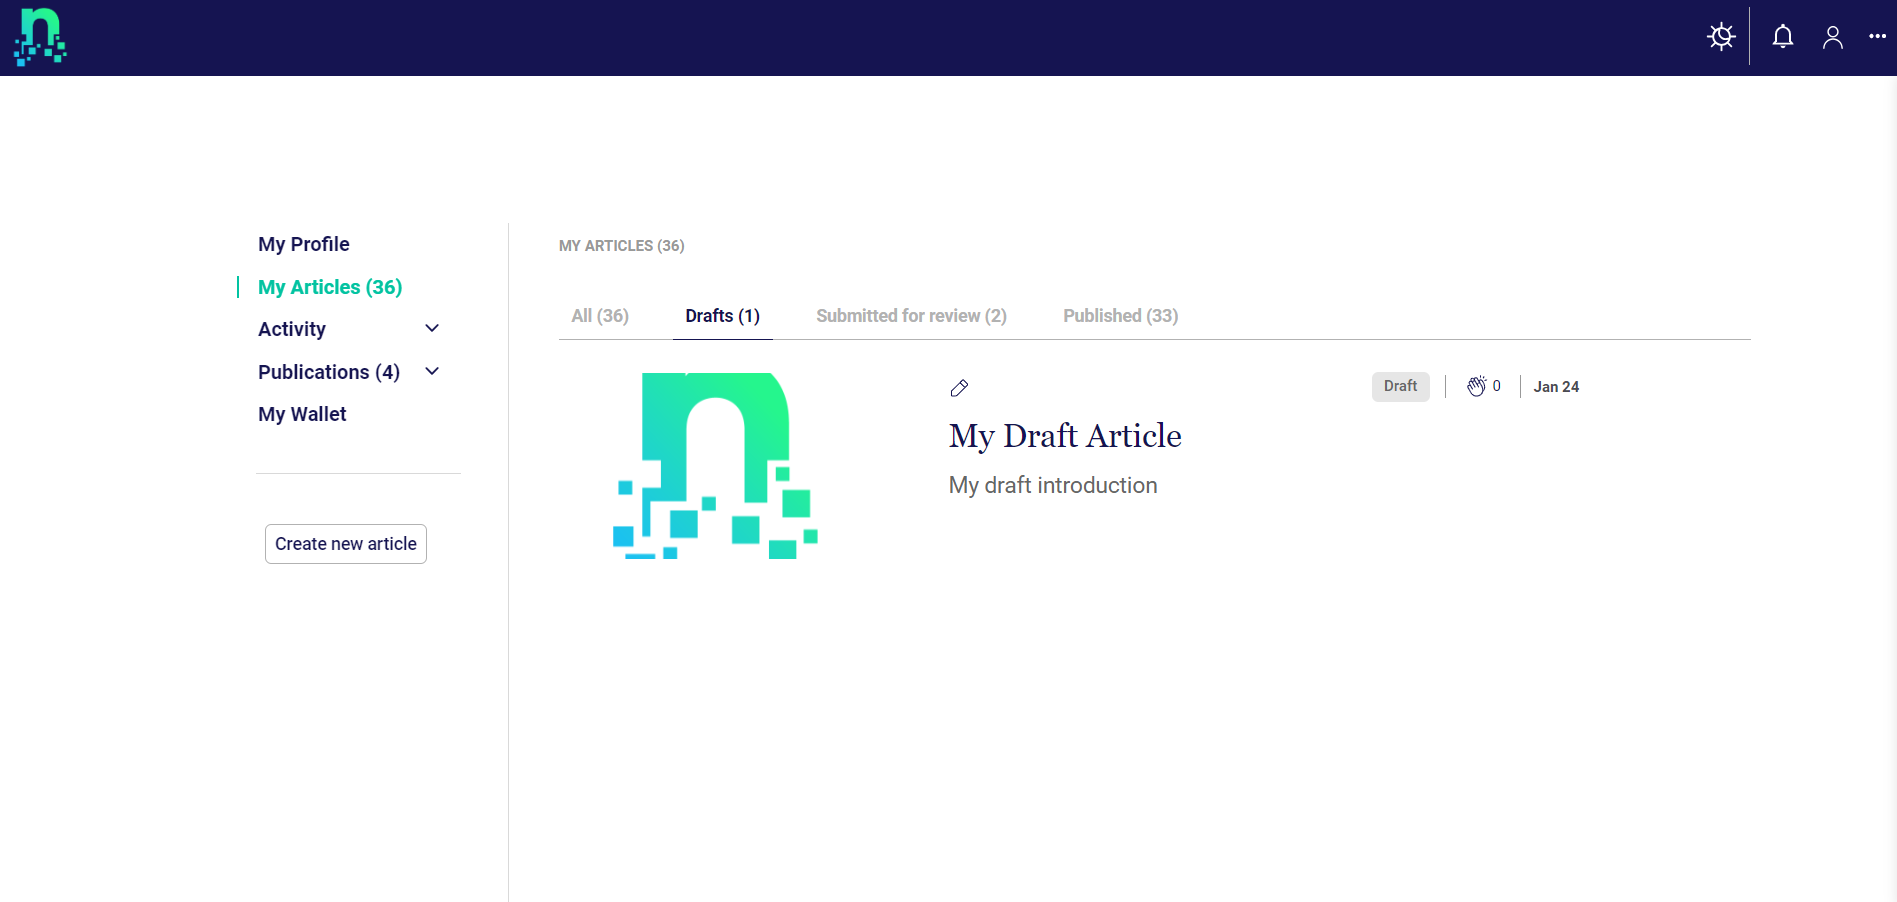 My Profile
My Articles (36)
Activity
Publications (4)
My Wallet
Create new article
MY ARTICLES (36)
All (36)
Drafts (1)
Submitted for review (2)
Published (33)
Draft
0
Jan 24
My Draft Article
My draft introduction